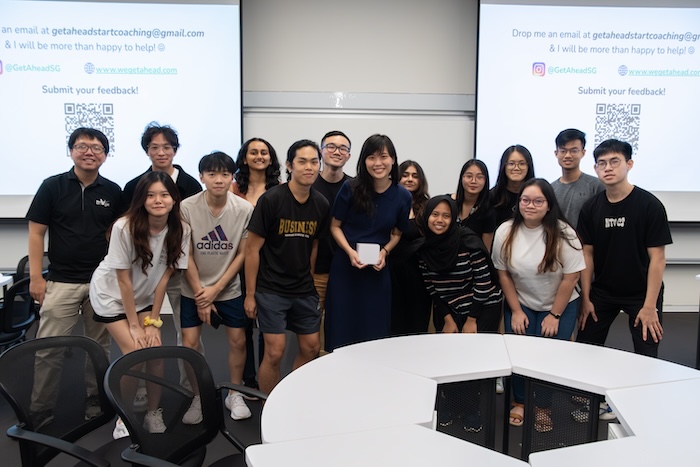 an email at getaheadstartcoaching@gmail.com
& I will be more than happy to help! ☺
@GetAheadSG www.wegetahead.com
Submit your feedback!
Drop me an email at getaheadstartcoaching@gm
& I will be more than happy to help! ☺
@GetAheadSG www.wegetahead.com
Submit your feedback!
adidas
BUSINESS